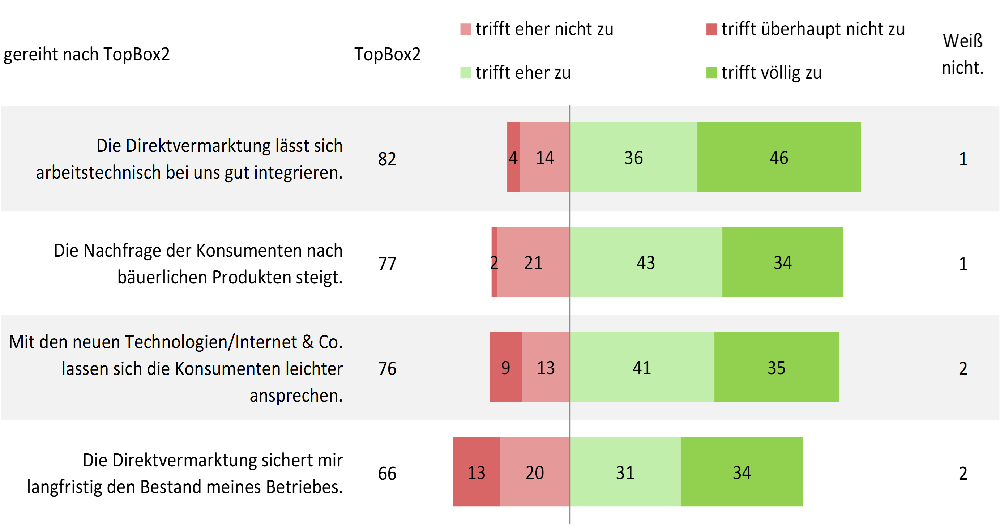 gereiht nach TopBox2
TopBox2
trifft eher nicht zu
trifft überhaupt nicht zu
trifft eher zu
trifft völlig zu
Weiß
nicht.
Die Direktvermarktung lässt sich
arbeitstechnisch bei uns gut integrieren.
82
4
14
36
46
1
Die Nachfrage der Konsumenten nach
bäuerlichen Produkten steigt.
77
2
21
43
34
1
Mit den neuen Technologien/Internet & Co.
lassen sich die Konsumenten leichter
ansprechen.
76
9
13
41
35
2
Die Direktvermarktung sichert mir
langfristig den Bestand meines Betriebes.
66
13
20
31
34
2